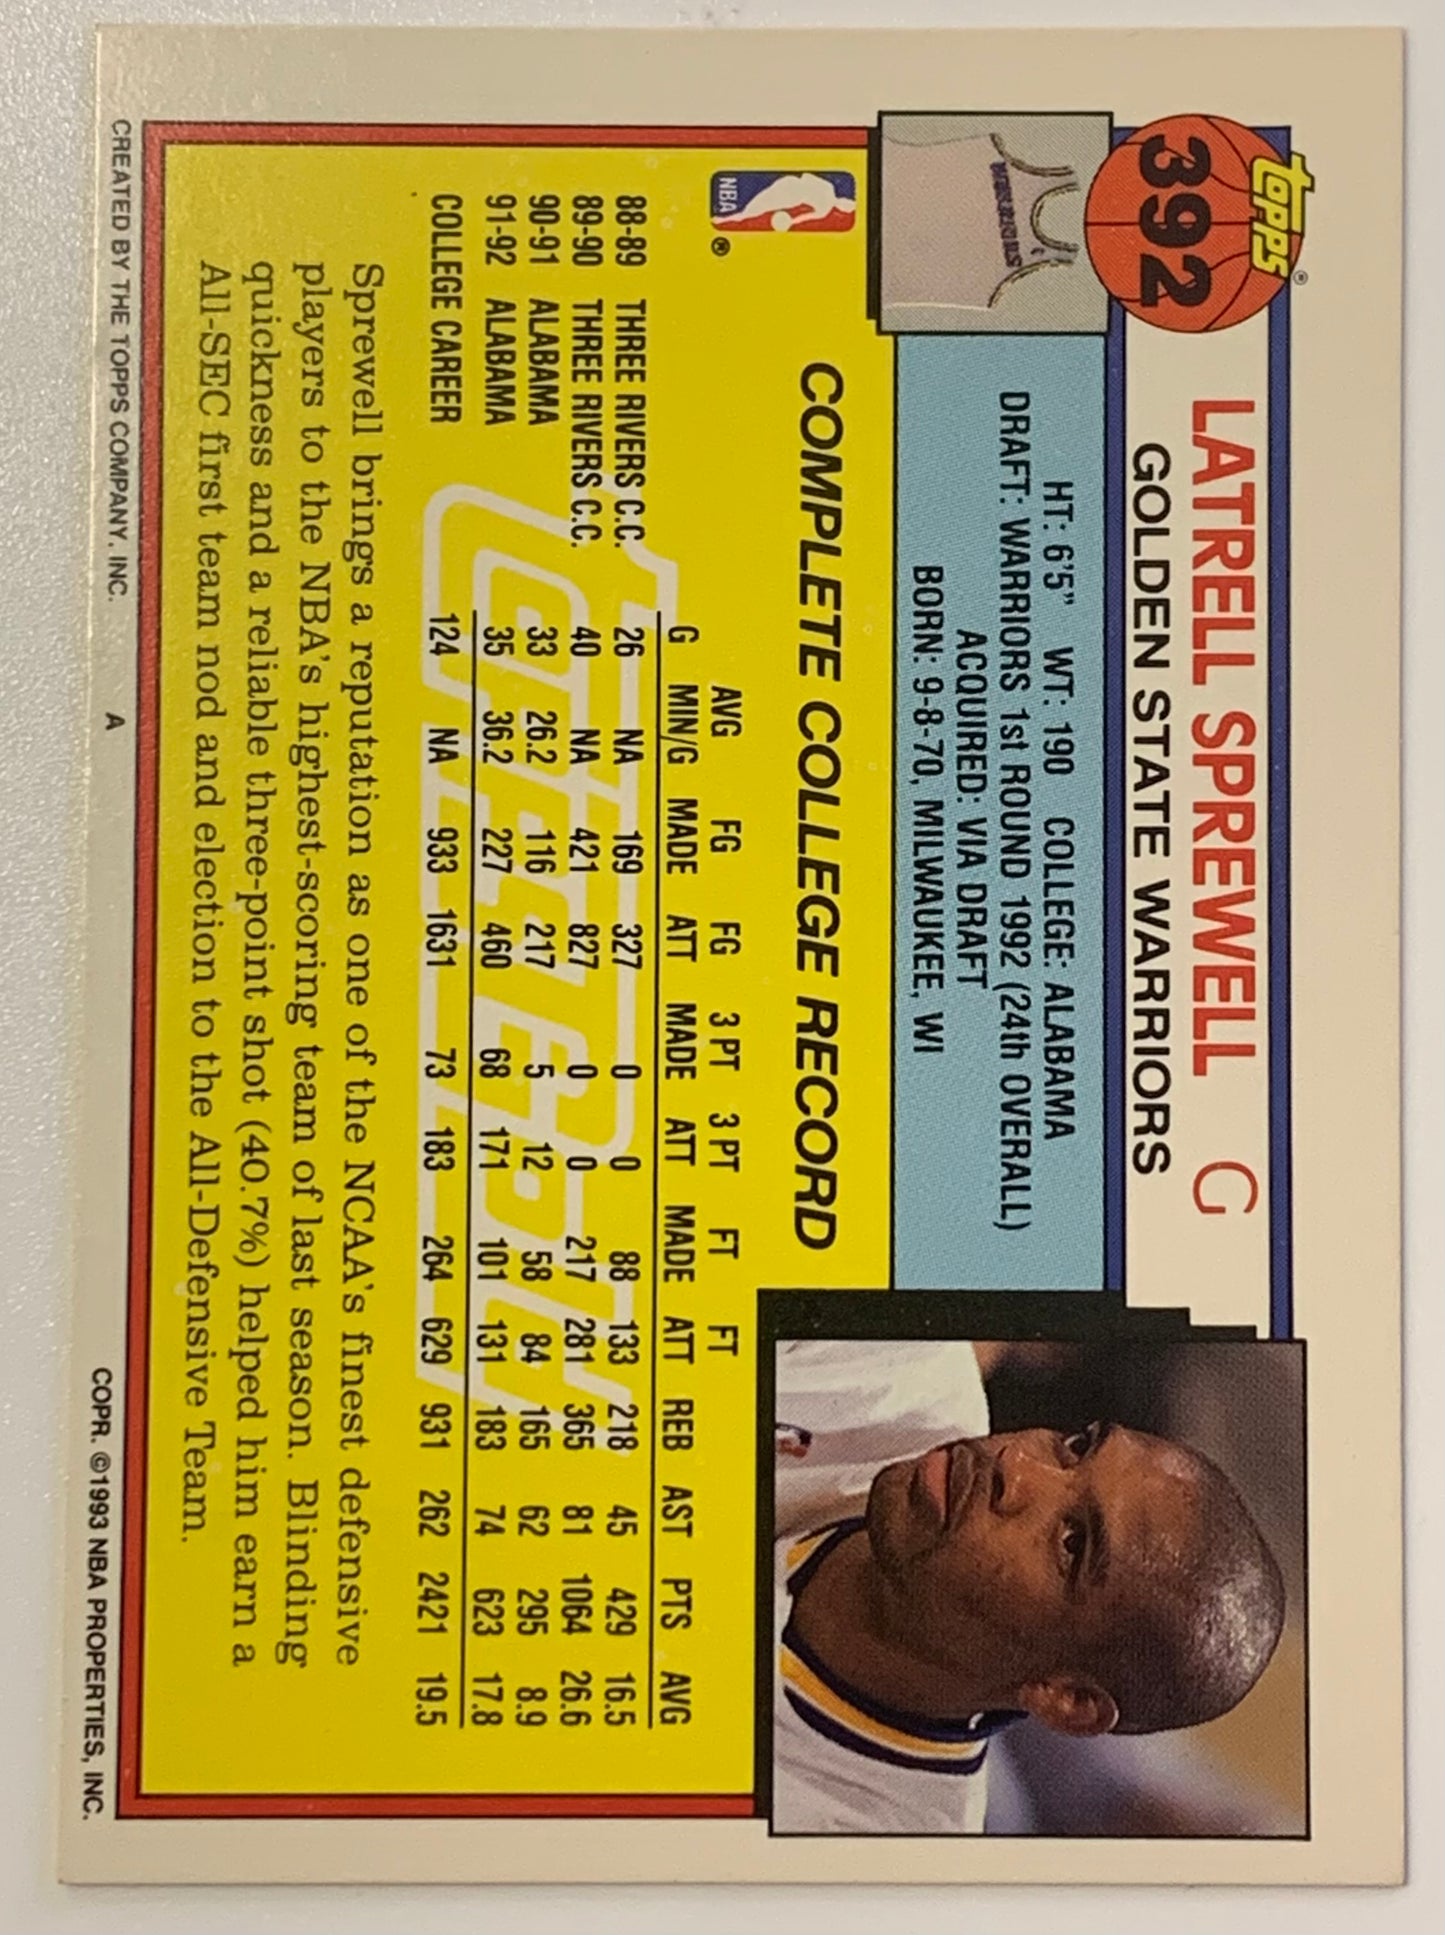 topps®
392
LATRELL SPREWELL G
GOLDEN STATE WARRIORS
WARRIORS
HT: 6'5" WT: 190 COLLEGE: ALABAMA
DRAFT: WARRIORS 1st ROUND 1992 (24th OVERALL)
ACQUIRED: VIA DRAFT
BORN: 9-8-70, MILWAUKEE, WI
COMPLETE COLLEGE RECORD
NBA ®
AVG FG FG 3 PT 3 PT FT FT
G MIN/G MADE ATT MADE ATT MADE ATT REB AST PTS AVG
88-89 THREE RIVERS C.C. 26 NA 169 327 0 0 88 133 218 45 429 16.5
89-90 THREE RIVERS C.C. 40 NA 421 827 0 0 217 281 365 81 1064 26.6
90-91 ALABAMA 33 26.2 116 217 5 12 58 84 165 62 295 8.9
91-92 ALABAMA 35 36.2 227 460 68 171 101 131 183 74 623 17.8
COLLEGE CAREER 124 NA 933 1631 73 183 264 629 931 262 2421 19.5
Sprewell brings a reputation as one of the NCAA's finest defensive
players to the NBA's highest-scoring team of last season. Blinding
quickness and a reliable three-point shot (40.7%) helped him earn a
All-SEC first team nod and election to the All-Defensive Team.
CREATED BY THE TOPPS COMPANY, INC. A
COPR. ©1993 NBA PROPERTIES, INC.